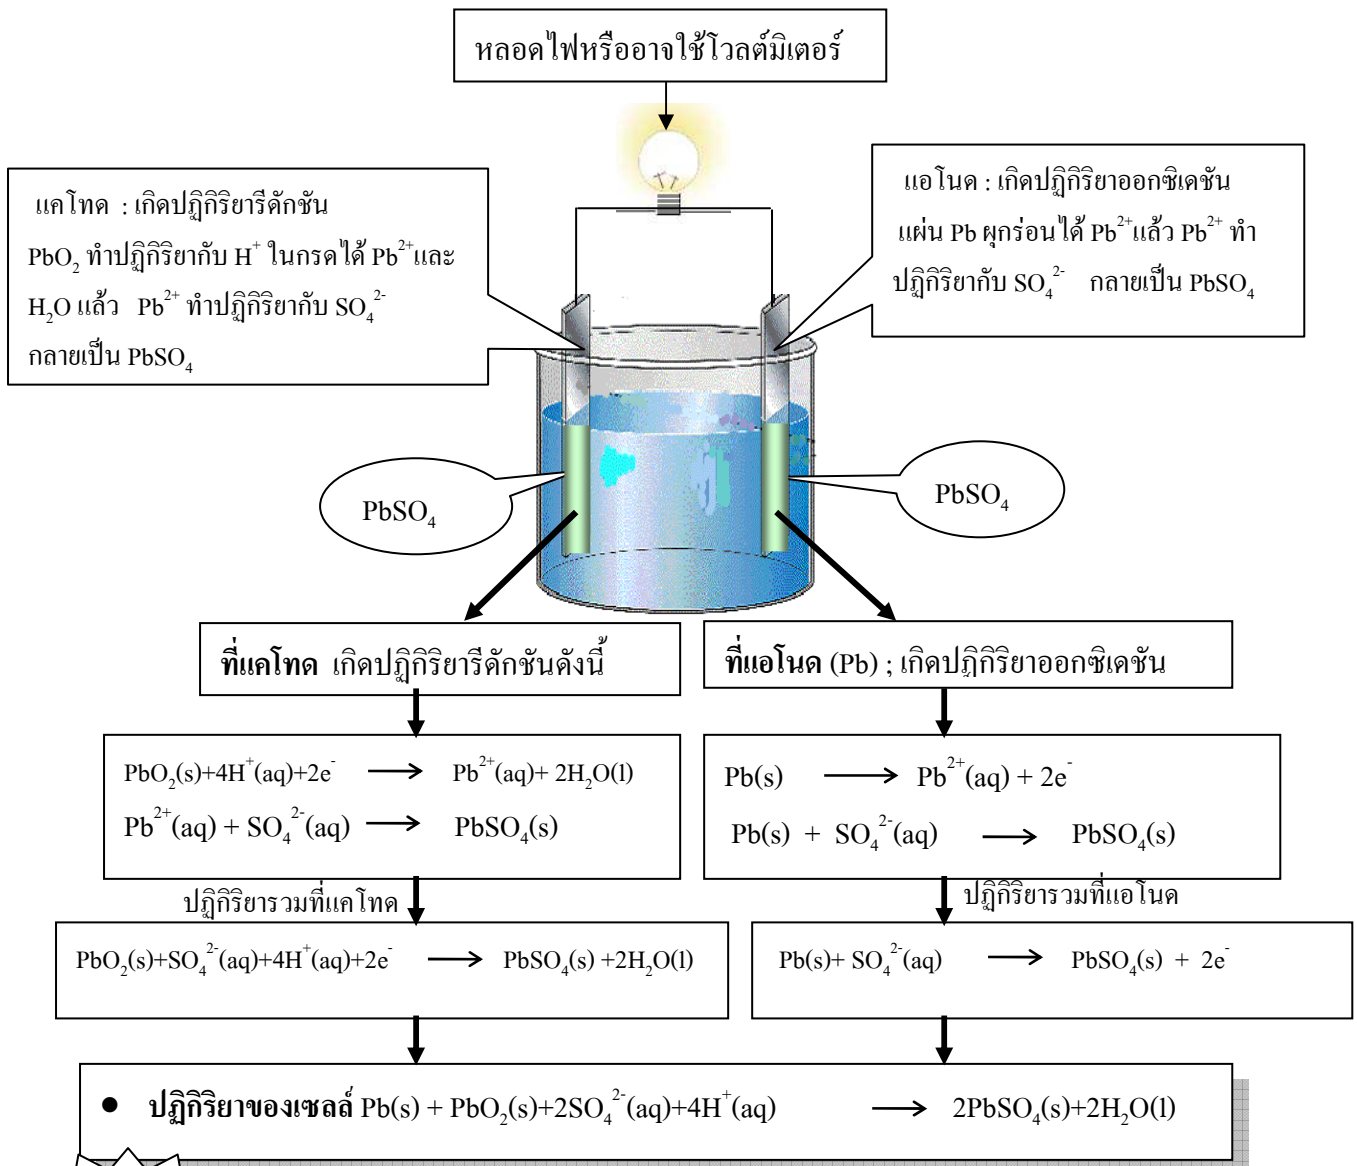 หลอดไฟหรืออาจใช้โวลต์มิเตอร์
แคโทด : เกิดปฏิกิริยารีดักชัน
PbO₂ ทำปฏิกิริยากับ H⁺ ในกรดได้ Pb²⁺และ
H₂O แล้ว Pb²⁺ ทำปฏิกิริยากับ SO₄²⁻
กลายเป็น PbSO₄
แอโนด : เกิดปฏิกิริยาออกซิเดชัน
แผ่น Pb ผุกร่อนได้ Pb²⁺แล้ว Pb²⁺ ทำ
ปฏิกิริยากับ SO₄²⁻ กลายเป็น PbSO₄
PbSO₄
PbSO₄
ที่แคโทด เกิดปฏิกิริยารีดักชันดังนี้
ที่แอโนด (Pb) ; เกิดปฏิกิริยาออกซิเดชัน
PbO₂(s)+4H⁺(aq)+2e⁻ ⟶ Pb²⁺(aq)+ 2H₂O(l)
Pb²⁺(aq) + SO₄²⁻(aq) ⟶ PbSO₄(s)
Pb(s) ⟶ Pb²⁺(aq) + 2e⁻
Pb(s) + SO₄²⁻(aq) ⟶ PbSO₄(s)
ปฏิกิริยารวมที่แคโทด
ปฏิกิริยารวมที่แอโนด
PbO₂(s)+SO₄²⁻(aq)+4H⁺(aq)+2e⁻ ⟶ PbSO₄(s) +2H₂O(l)
Pb(s)+ SO₄²⁻(aq) ⟶ PbSO₄(s) + 2e⁻
● ปฏิกิริยาของเซลล์ Pb(s) + PbO₂(s)+2SO₄²⁻(aq)+4H⁺(aq) ⟶ 2PbSO₄(s)+2H₂O(l)